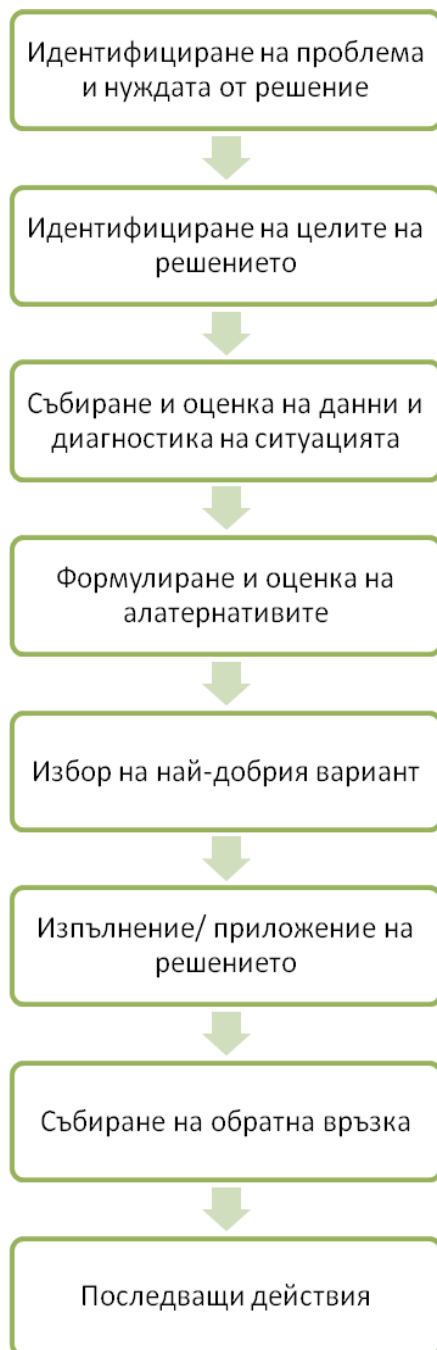 Идентифициране на проблема
и нуждата от решение
Идентифициране на целите на
решението
Събиране и оценка на данни и
диагностика на ситуацията
Формулиране и оценка на
алатернативите
Избор на най-добрия вариант
Изпълнение/ приложение на
решението
Събиране на обратна връзка
Последващи действия